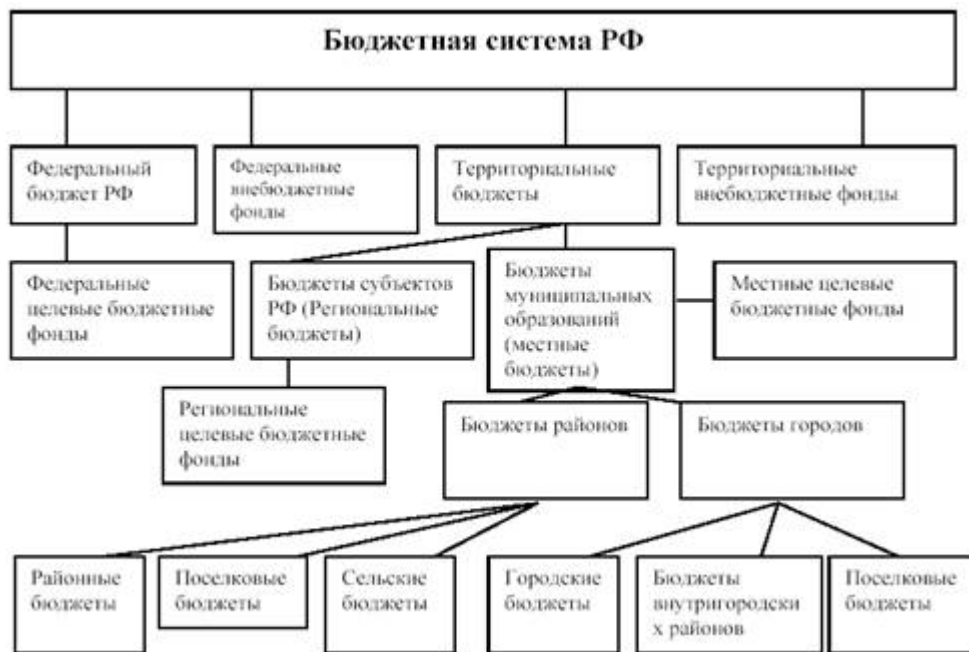 Бюджетная система РФ
Федеральный
бюджет РФ
Федеральные
внебюджетные
фонды
Территориальные
бюджеты
Территориальные
внебюджетные фонды
Федеральные
целевые бюджетные
фонды
Бюджеты субъектов
РФ (Региональные
бюджеты)
Бюджеты
муниципальных
образований
(местные
бюджеты)
Местные целевые
бюджетные фонды
Региональные
целевые бюджетные
фонды
Бюджеты районов
Бюджеты городов
Районные
бюджеты
Поселковые
бюджеты
Сельские
бюджеты
Городские
бюджеты
Бюджеты
внутригородски
х районов
Поселковые
бюджеты